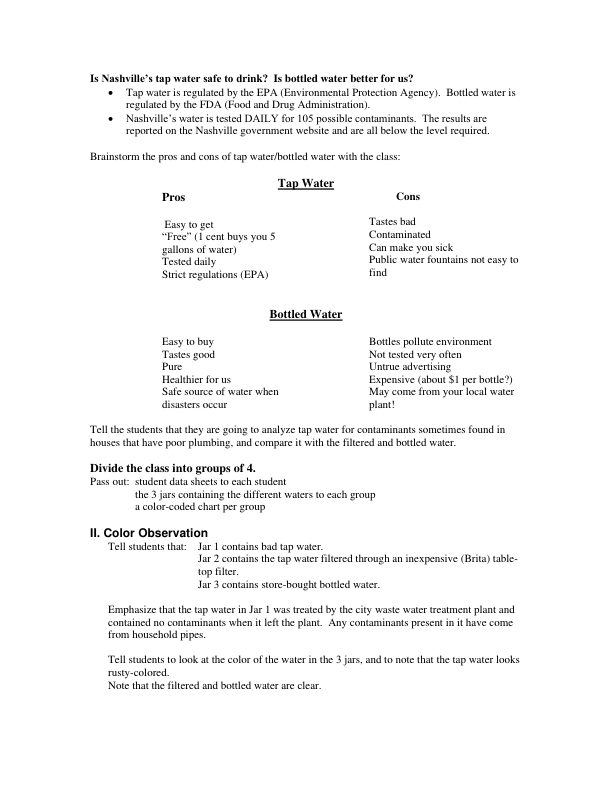 Is Nashville's tap water safe to drink?  Is bottled water better for us?
• Tap water is regulated by the EPA (Environmental Protection Agency).  Bottled water is
regulated by the FDA (Food and Drug Administration).
• Nashville's water is tested DAILY for 105 possible contaminants.  The results are
reported on the Nashville government website and are all below the level required.
Brainstorm the pros and cons of tap water/bottled water with the class:
Tap Water
Pros
Easy to get
“Free” (1 cent buys you 5
gallons of water)
Tested daily
Strict regulations (EPA)
Cons
Tastes bad
Contaminated
Can make you sick
Public water fountains not easy to
find
Bottled Water
Easy to buy
Tastes good
Pure
Healthier for us
Safe source of water when
disasters occur
Bottles pollute environment
Not tested very often
Untrue advertising
Expensive (about $1 per bottle?)
May come from your local water
plant!
Tell the students that they are going to analyze tap water for contaminants sometimes found in
houses that have poor plumbing, and compare it with the filtered and bottled water.
Divide the class into groups of 4.
Pass out:  student data sheets to each student
the 3 jars containing the different waters to each group
a color-coded chart per group
II. Color Observation
Tell students that:  Jar 1 contains bad tap water.
Jar 2 contains the tap water filtered through an inexpensive (Brita) table-
top filter.
Jar 3 contains store-bought bottled water.
Emphasize that the tap water in Jar 1 was treated by the city waste water treatment plant and
contained no contaminants when it left the plant.  Any contaminants present in it have come
from household pipes.
Tell students to look at the color of the water in the 3 jars, and to note that the tap water looks
rusty-colored.
Note that the filtered and bottled water are clear.